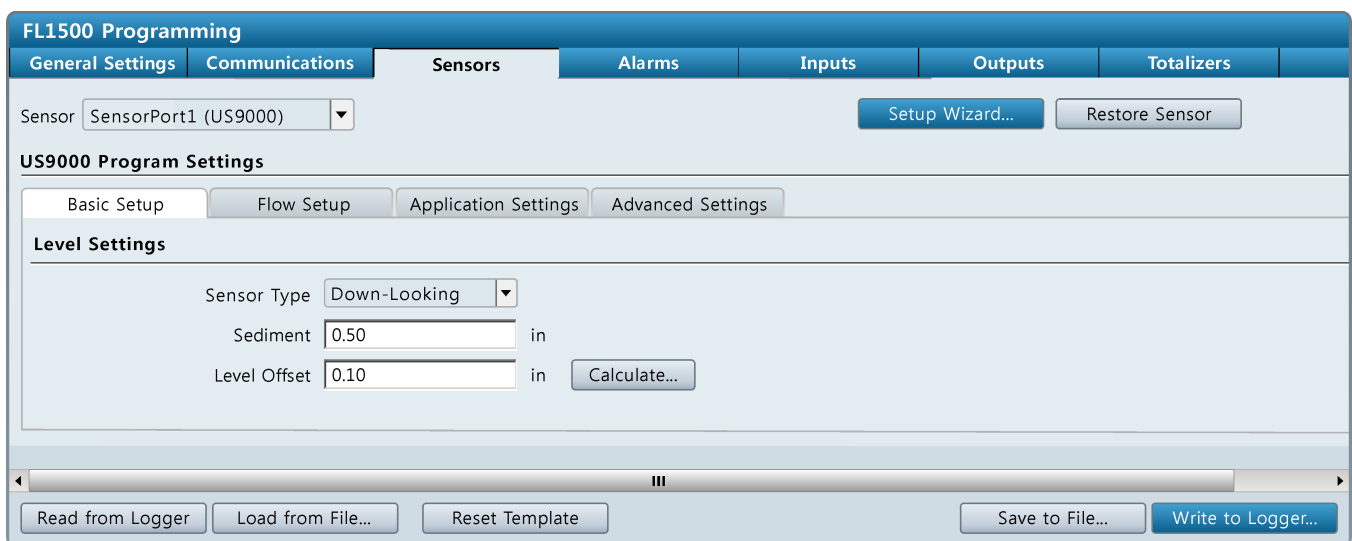 FL1500 Programming
General Settings Communications Sensors Alarms Inputs Outputs Totalizers
Sensor SensorPort1 (US9000) Setup Wizard... Restore Sensor
US9000 Program Settings
Basic Setup Flow Setup Application Settings Advanced Settings
Level Settings
Sensor Type Down-Looking
Sediment 0.50 in
Level Offset 0.10 in Calculate...
Read from Logger Load from File... Reset Template Save to File... Write to Logger...